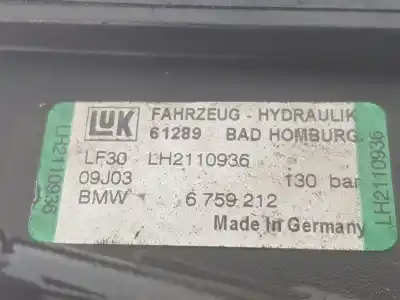 LUK FAHRZEUG - HYDRAULIK
61289 BAD HOMBURG.
LF30 LH2110936
09J03 130 bar
BMW 6 759 212
Made in Germany
LH2110936
LH2110936